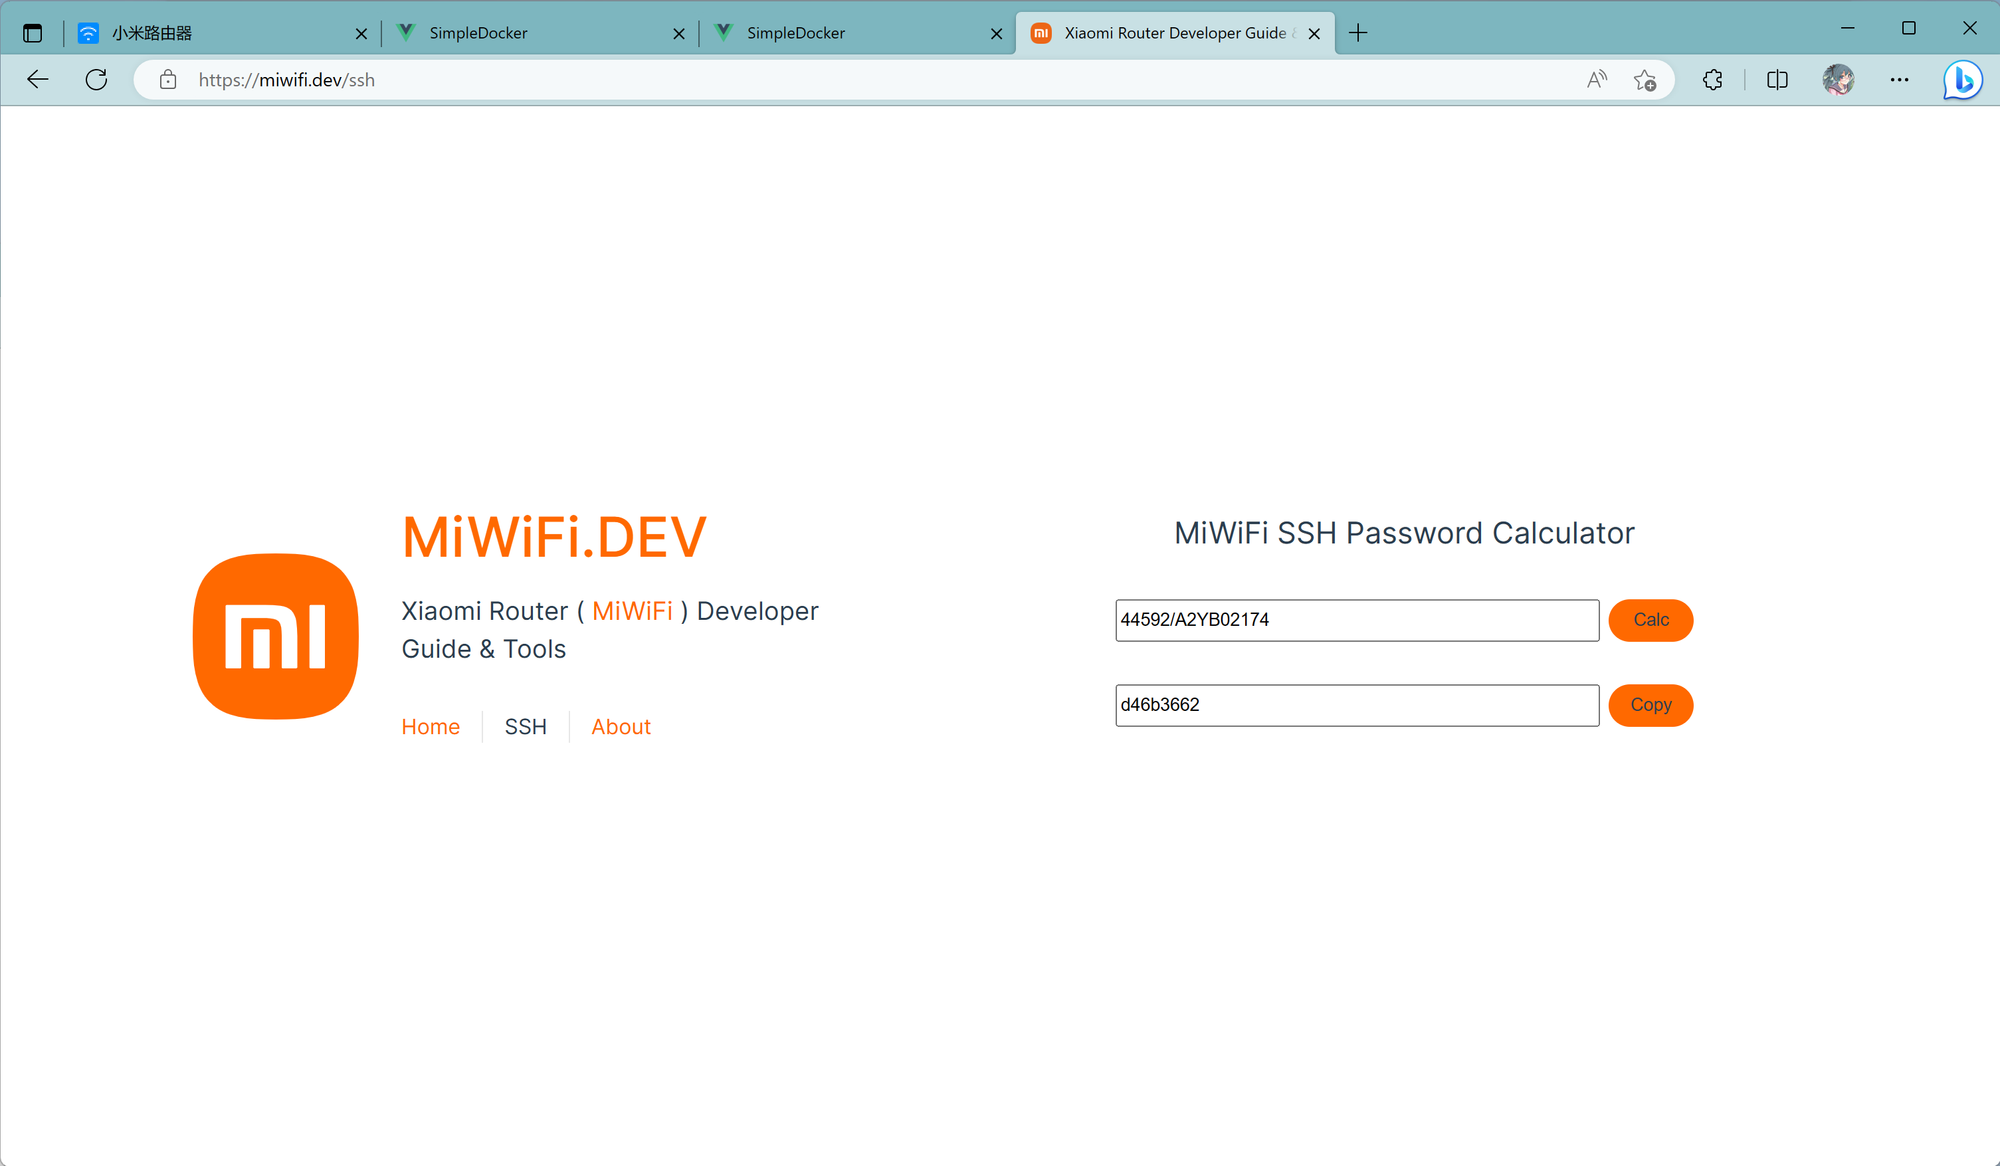 小米路由器
SimpleDocker
SimpleDocker
Xiaomi Router Developer Guide
https://miwifi.dev/ssh
MiWiFi.DEV
Xiaomi Router ( MiWiFi ) Developer
Guide & Tools
Home
SSH
About
MiWiFi SSH Password Calculator
44592/A2YB02174
Calc
d46b3662
Copy